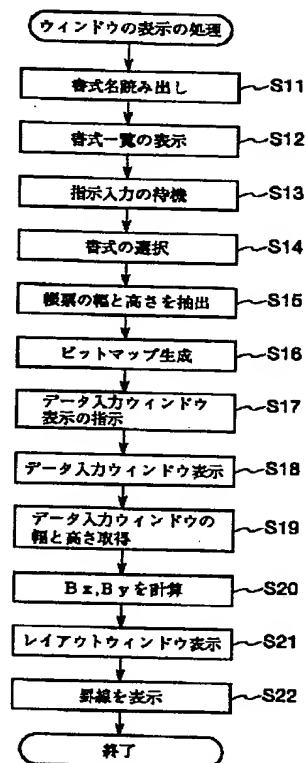 ウィンドウの表示の処理
書式名読み出し
S11
書式一覧の表示
S12
指示入力の待機
S13
書式の選択
S14
帳票の幅と高さを抽出
S15
ビットマップ生成
S16
データ入力ウィンドウ
表示の指示
S17
データ入力ウィンドウ表示
S18
データ入力ウィンドウの
幅と高さ取得
S19
Bx,Byを計算
S20
レイアウトウィンドウ表示
S21
罫線を表示
S22
終了